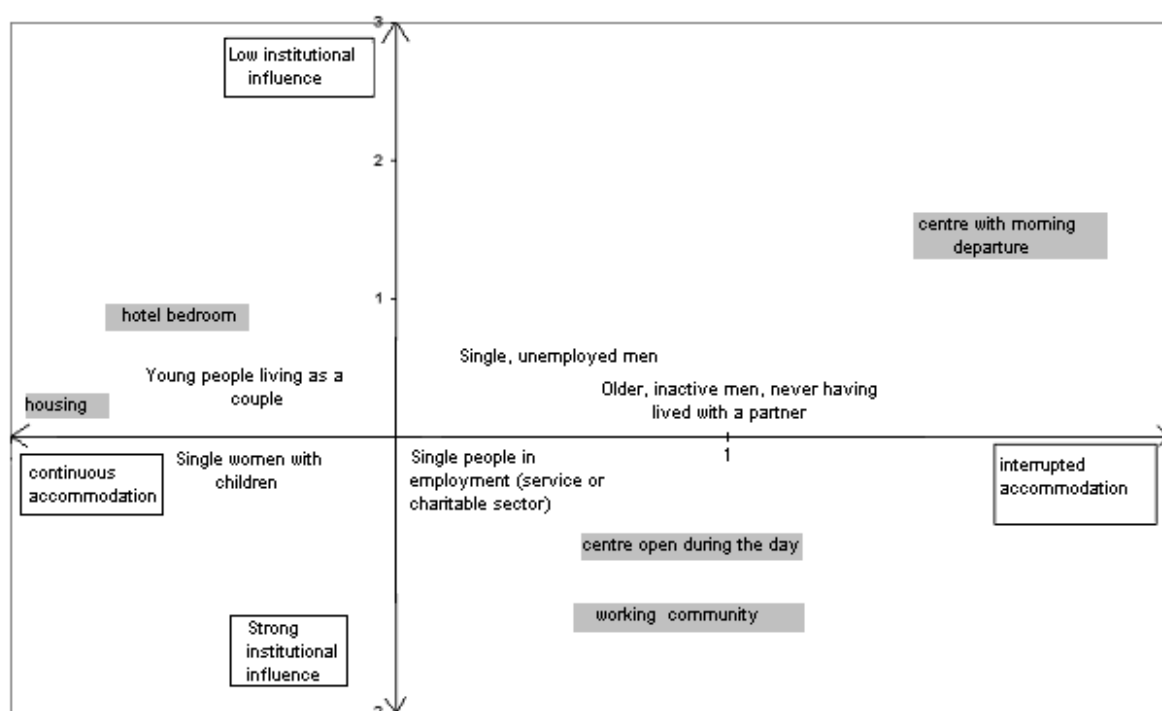 3
Low institutional
influence
2
centre with morning
departure
1
hotel bedroom
Single, unemployed men
Young people living as a
couple
Older, inactive men, never having
lived with a partner
housing
1
continuous
accommodation
Single women with
children
Single people in
employment (service or
charitable sector)
interrupted
accommodation
centre open during the day
working community
Strong
institutional
influence